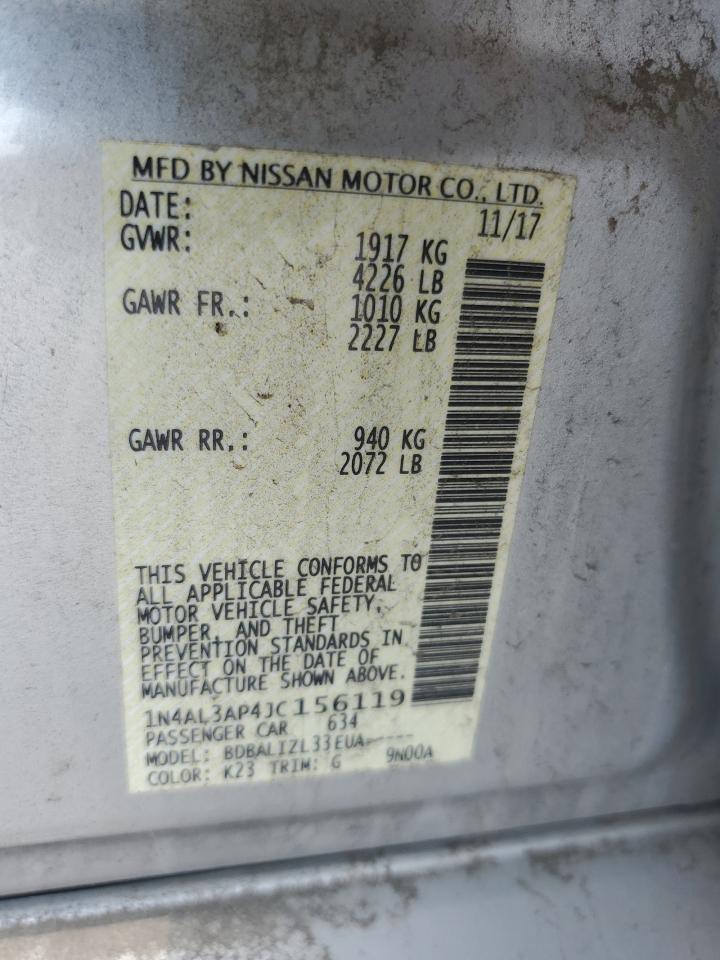 MFD BY NISSAN MOTOR CO., LTD.
DATE: 11/17
GVWR: 1917 KG
4226 LB
GAWR FR.: 1010 KG
2227 LB
GAWR RR.: 940 KG
2072 LB
THIS VEHICLE CONFORMS TO
ALL APPLICABLE FEDERAL
MOTOR VEHICLE SAFETY,
BUMPER, AND THEFT
PREVENTION STANDARDS IN
EFFECT ON THE DATE OF
MANUFACTURE SHOWN ABOVE.
1N4AL3AP4JC156119
PASSENGER CAR 634
MODEL: BDBALIZL33EUA-----
COLOR: K23 TRIM: G 9N00A